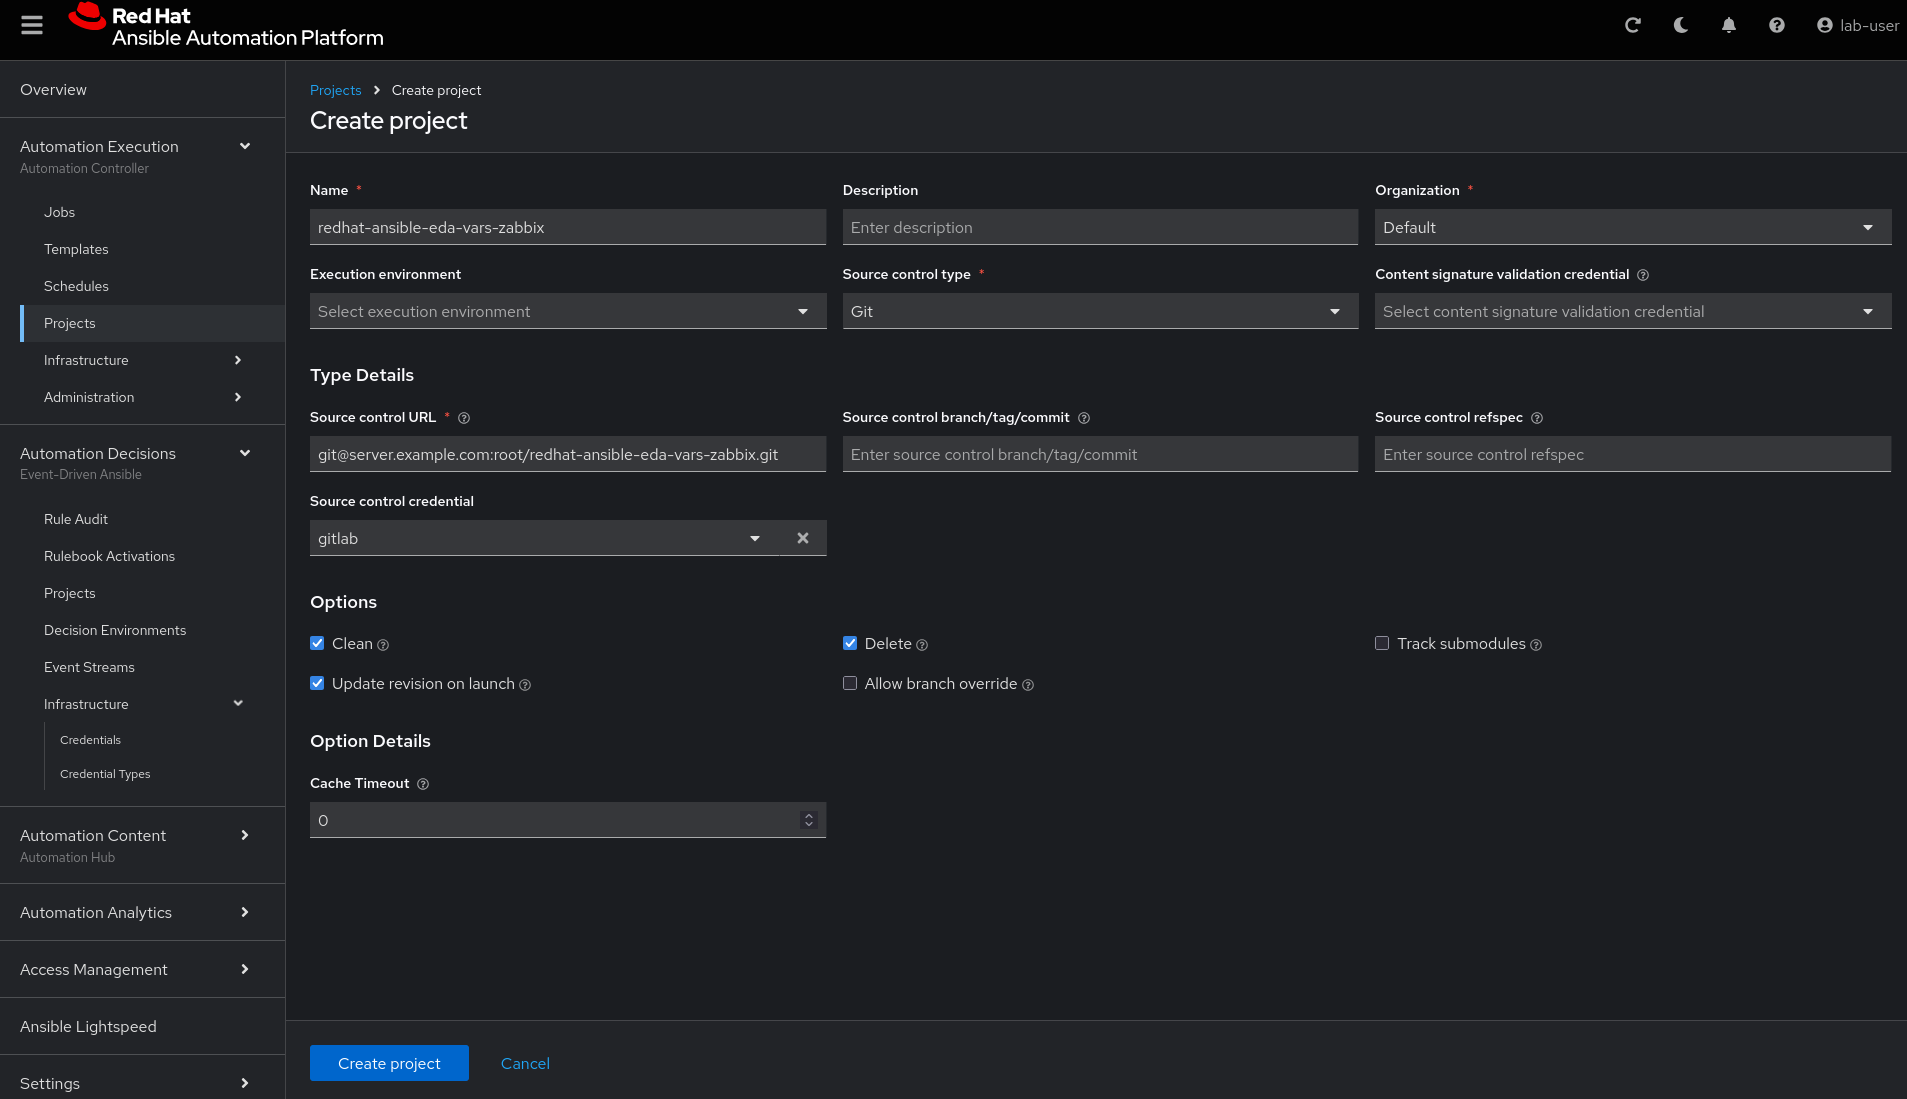 Red Hat
Ansible Automation Platform
lab-user
Overview
Automation Execution
Automation Controller
Jobs
Templates
Schedules
Projects
Infrastructure
Administration
Automation Decisions
Event-Driven Ansible
Rule Audit
Rulebook Activations
Projects
Decision Environments
Event Streams
Infrastructure
Credentials
Credential Types
Automation Content
Automation Hub
Automation Analytics
Access Management
Ansible Lightspeed
Settings
Projects > Create project
Create project
Name * Description Organization *
redhat-ansible-eda-vars-zabbix Enter description Default
Execution environment Source control type * Content signature validation credential
Select execution environment Git Select content signature validation credential
Type Details
Source control URL * Source control branch/tag/commit Source control refspec
git@server.example.com:root/redhat-ansible-eda-vars-zabbix.git Enter source control branch/tag/commit Enter source control refspec
Source control credential
gitlab
Options
Clean Delete Track submodules
Update revision on launch Allow branch override
Option Details
Cache Timeout
0
Create project Cancel